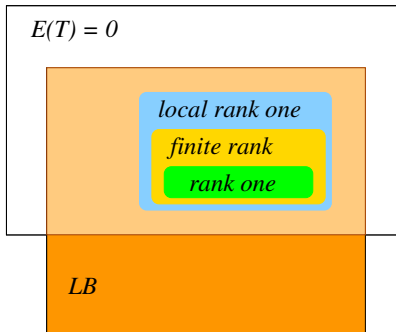 E(T) = 0
local rank one
finite rank
rank one
LB